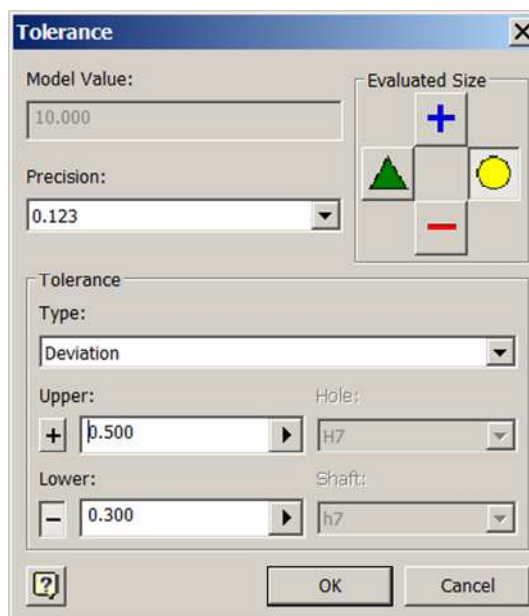 Tolerance
Model Value:
Evaluated Size
10.000
Precision:
0.123
Tolerance
Type:
Deviation
Upper:
Hole:
+
0.500
H7
Lower:
Shaft:
-
0.300
h7
OK
Cancel